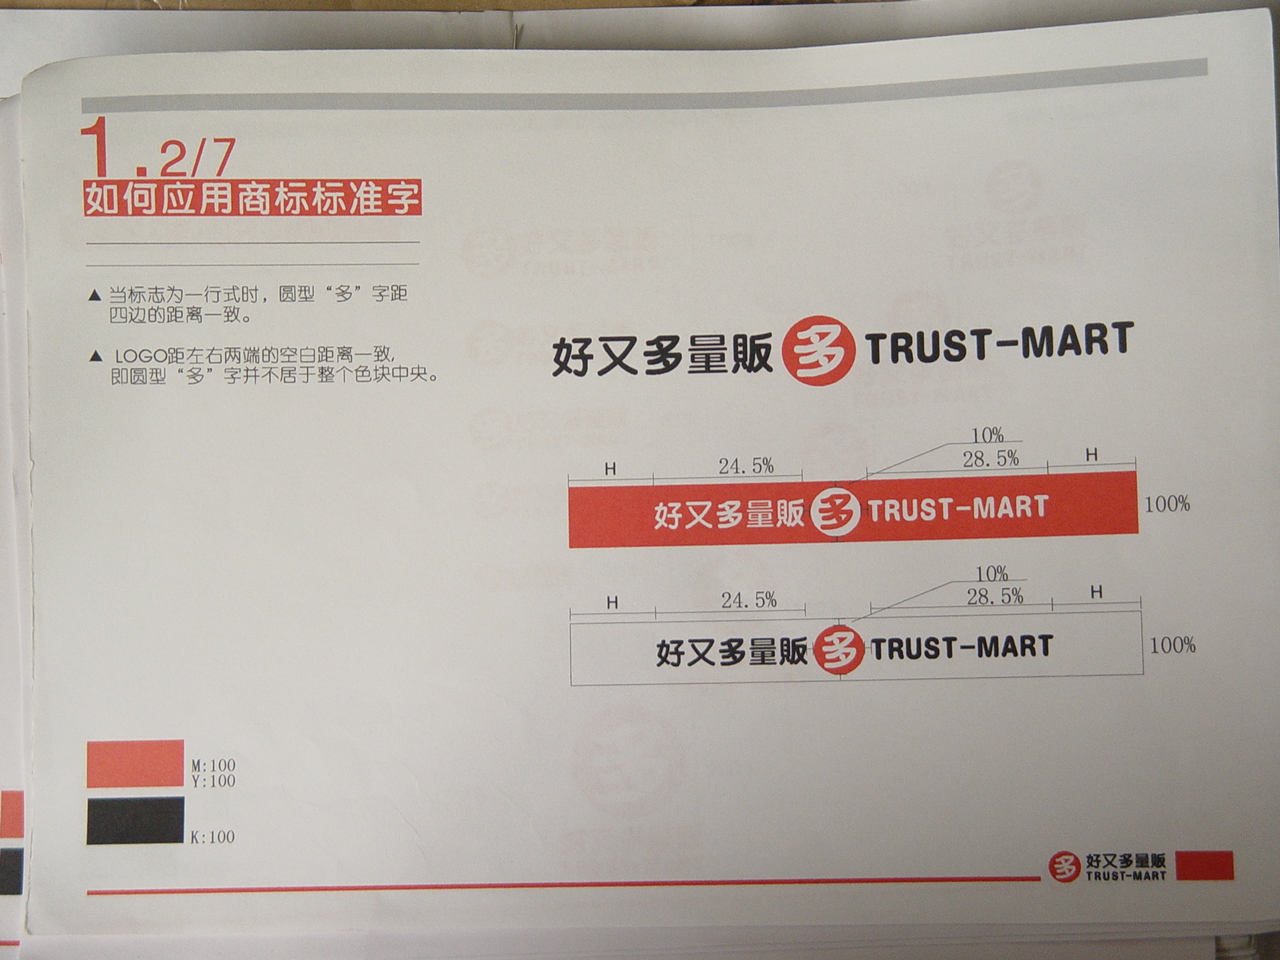 1.2/7
如何应用商标标准字
▲ 当标志为一行式时，圆型“多”字距
四边的距离一致。
▲ LOGO距左右两端的空白距离一致,
即圆型“多”字并不居于整个色块中央。
好又多量販 多 TRUST-MART
10%
H 24.5% 28.5% H
好又多量販 多 TRUST-MART 100%
10%
H 24.5% 28.5% H
好又多量販 多 TRUST-MART 100%
M:100
Y:100
K:100
多 好又多量販
TRUST-MART